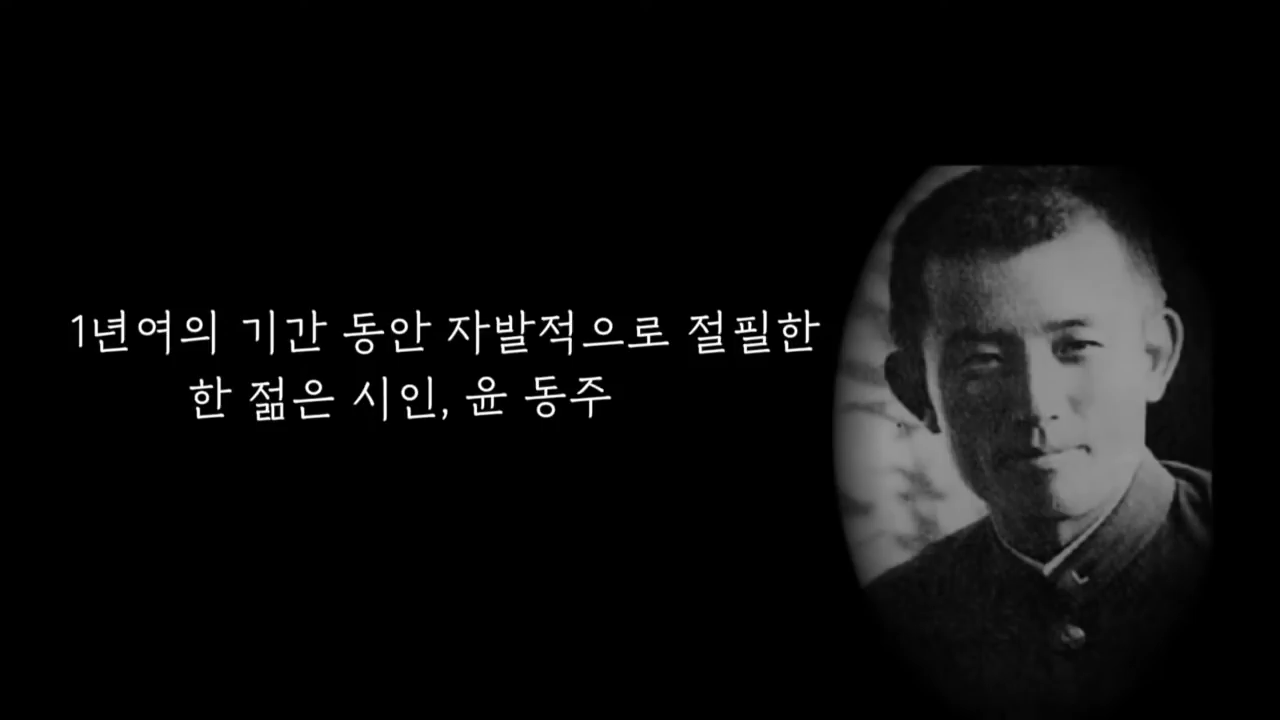 1년여의 기간 동안 자발적으로 절필한
한 젊은 시인, 윤 동주